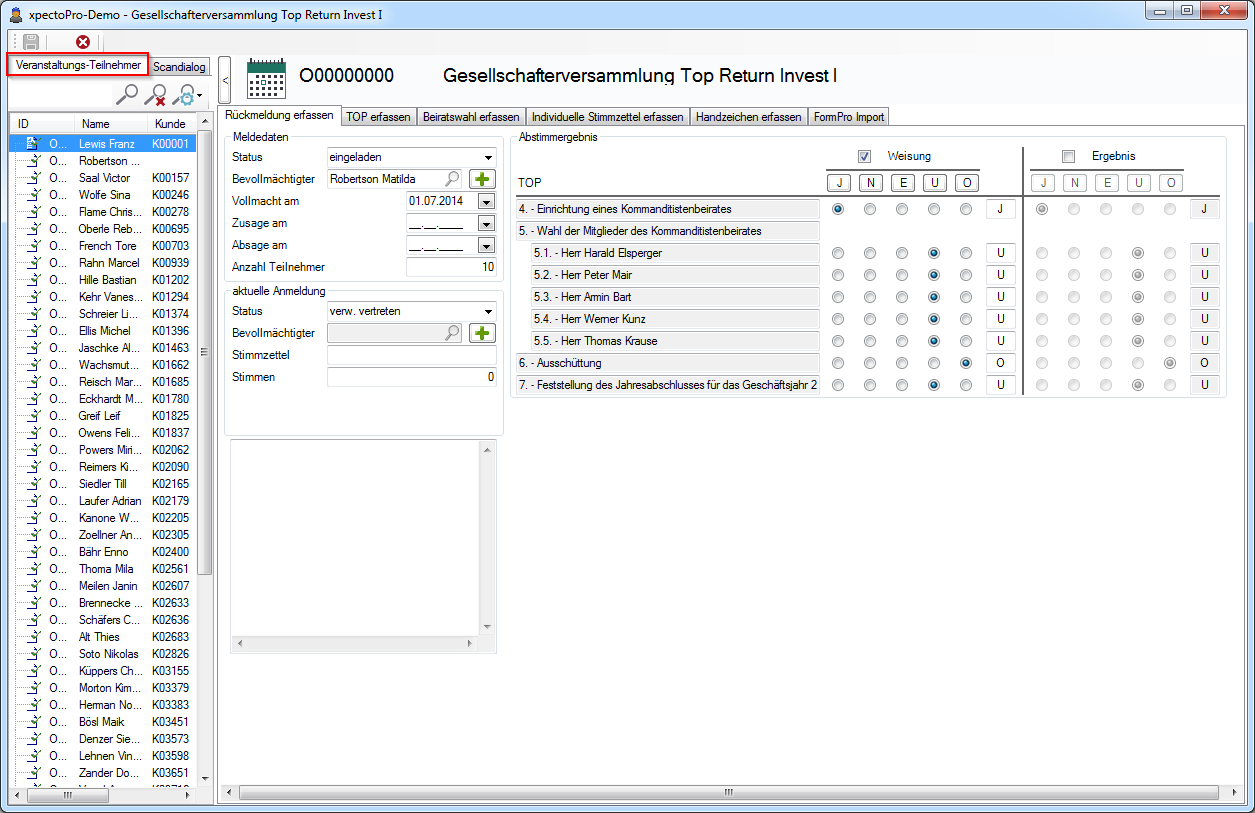 xpectoPro-Demo - Gesellschafterversammlung Top Return Invest I
Veranstaltungs-Teilnehmer Scandialog
ID Name Kunde
O... Lewis Franz K00001
O... Robertson ...
O... Saal Victor K00157
O... Wolfe Sina K00246
O... Flame Chris... K00278
O... Oberle Reb... K00695
O... French Tore K00703
O... Rahn Marcel K00939
O... Hille Bastian K01202
O... Kehr Vanes... K01294
O... Schreier Li... K01374
O... Ellis Michel K01396
O... Jaschke Al... K01463
O... Wachsmut... K01662
O... Reisch Mar... K01685
O... Eckhardt M... K01780
O... Greif Leif K01825
O... Owens Feli... K01837
O... Powers Miri... K02062
O... Reimers Ki... K02090
O... Siedler Till K02165
O... Laufer Adrian K02179
O... Kanone W... K02205
O... Zoellner An... K02305
O... Bähr Enno K02400
O... Thoma Mila K02561
O... Meilen Janin K02607
O... Brennecke ... K02633
O... Schäfers C... K02636
O... Alt Thies K02683
O... Soto Nikolas K02826
O... Küppers Ch... K03155
O... Morton Kim... K03379
O... Herman No... K03383
O... Bösl Maik K03451
O... Denzer Sie... K03573
O... Lehnen Vin... K03598
O... Zander Do... K03651
<
O00000000 Gesellschafterversammlung Top Return Invest I
Rückmeldung erfassen TOP erfassen Beiratswahl erfassen Individuelle Stimmzettel erfassen Handzeichen erfassen FormPro Import
Meldedaten
Status eingeladen
Bevollmächtigter Robertson Matilda
Vollmacht am 01.07.2014
Zusage am __.__.____
Absage am __.__.____
Anzahl Teilnehmer 10
aktuelle Anmeldung
Status verw. vertreten
Bevollmächtigter
Stimmzettel
Stimmen 0
Abstimmergebnis
Weisung Ergebnis
TOP J N E U O J N E U O
4. - Einrichtung eines Kommanditistenbeirates J J
5. - Wahl der Mitglieder des Kommanditistenbeirates
5.1. - Herr Harald Elsperger U U
5.2. - Herr Peter Mair U U
5.3. - Herr Armin Bart U U
5.4. - Herr Werner Kunz U U
5.5. - Herr Thomas Krause U U
6. - Ausschüttung O O
7. - Feststellung des Jahresabschlusses für das Geschäftsjahr 2 U U